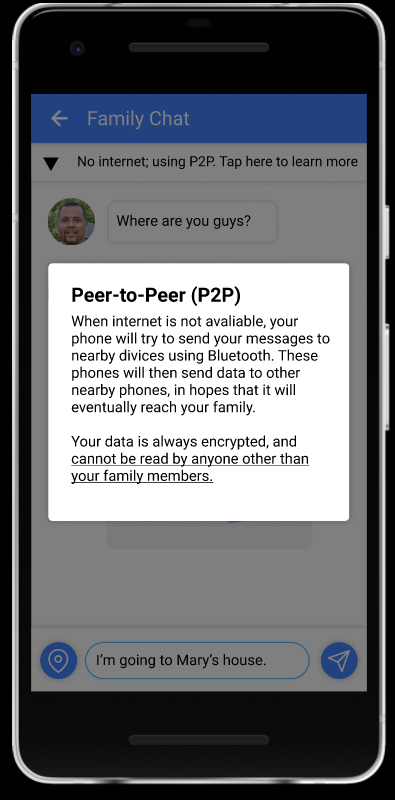 Family Chat
No internet; using P2P. Tap here to learn more
Where are you guys?
Peer-to-Peer (P2P)
When internet is not avaliable, your
phone will try to send your messages to
nearby divices using Bluetooth. These
phones will then send data to other
nearby phones, in hopes that it will
eventually reach your family.
Your data is always encrypted, and
cannot be read by anyone other than
your family members.
I'm going to Mary's house.